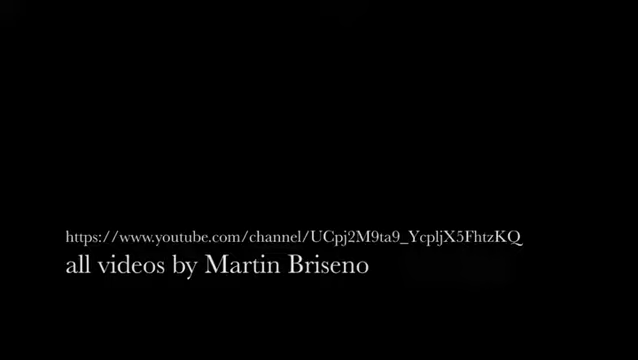 https://www.youtube.com/channel/UCpj2M9ta9_YcpljX5FhtzKQ
all videos by Martin Briseno